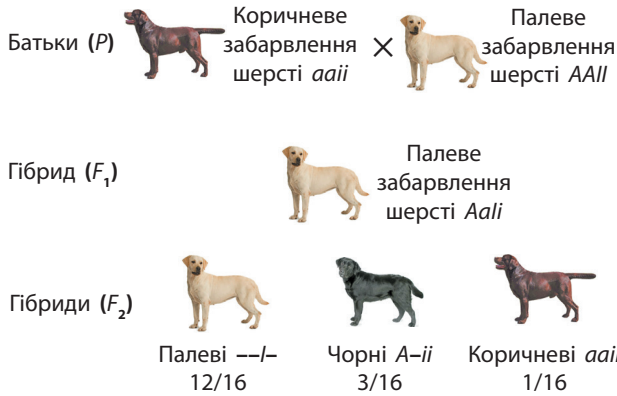 Батьки (P)
Коричневе
забарвлення
шерсті aaii
×
Палеве
забарвлення
шерсті AAII
Гібрид (F₁)
Палеве
забарвлення
шерсті AaIi
Гібриди (F₂)
Палеві --I-
12/16
Чорні A-ii
3/16
Коричневі aaii
1/16